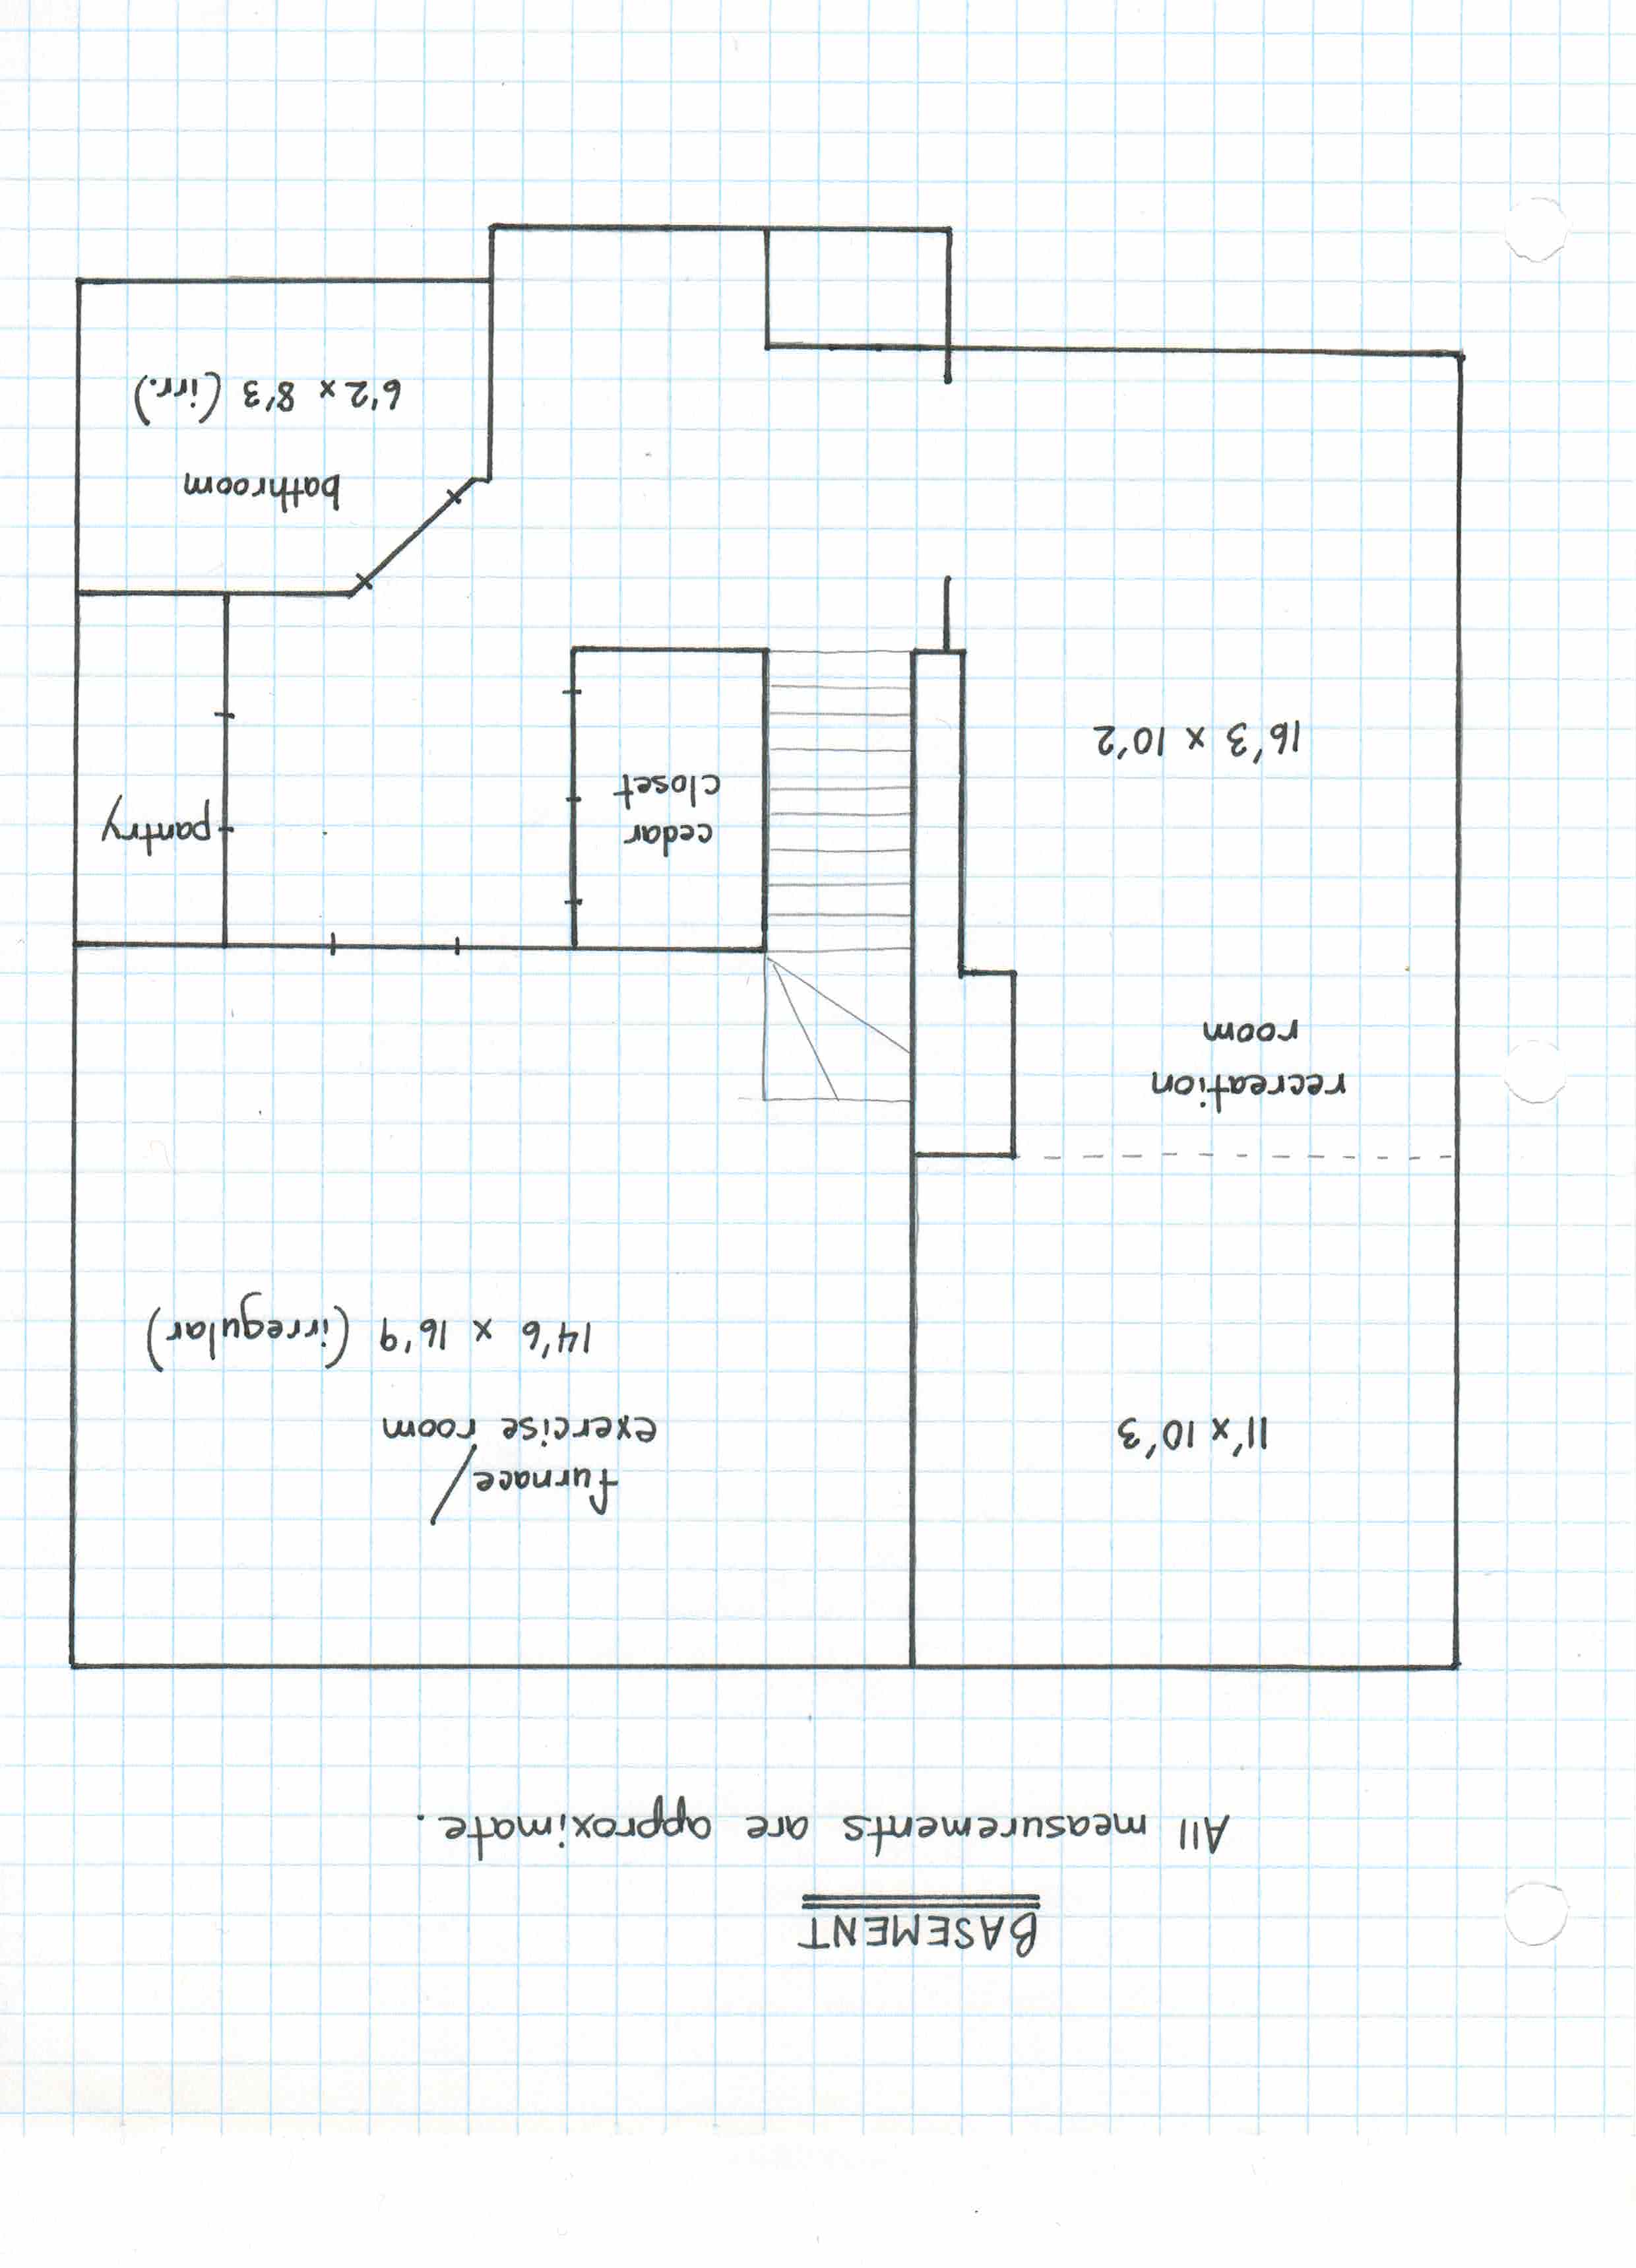 BASEMENT
All measurements are approximate.
11' x 10'3
furnace/
exercise room
14'6 x 16'9 (irregular)
recreation
room
16'3 x 10'2
cedar
closet
pantry
bathroom
6'2 x 8'3 (irr.)